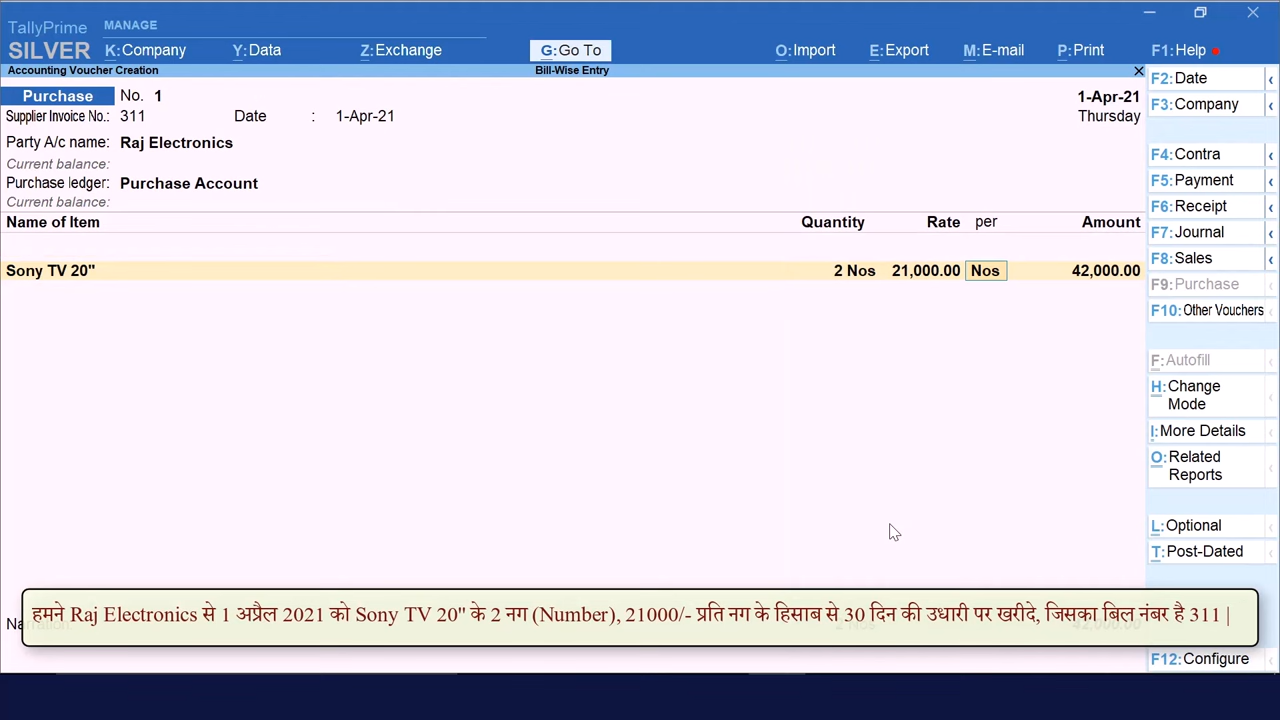 TallyPrime MANAGE
SILVER K:Company Y:Data Z:Exchange G:Go To O:Import E:Export M:E-mail P:Print F1:Help
Accounting Voucher Creation Bill-Wise Entry
Purchase No. 1 1-Apr-21
Supplier Invoice No.: 311 Date : 1-Apr-21 Thursday
Party A/c name: Raj Electronics
Current balance:
Purchase ledger: Purchase Account
Current balance:
Name of Item Quantity Rate per Amount
Sony TV 20" 2 Nos 21,000.00 Nos 42,000.00
F2:Date
F3:Company
F4:Contra
F5:Payment
F6:Receipt
F7:Journal
F8:Sales
F9:Purchase
F10:Other Vouchers
F:Autofill
H:Change
Mode
I:More Details
O:Related
Reports
L:Optional
T:Post-Dated
हमने Raj Electronics से 1 अप्रैल 2021 को Sony TV 20" के 2 नग (Number), 21000/- प्रति नग के हिसाब से 30 दिन की उधारी पर खरीदे, जिसका बिल नंबर है 311 |
F12:Configure